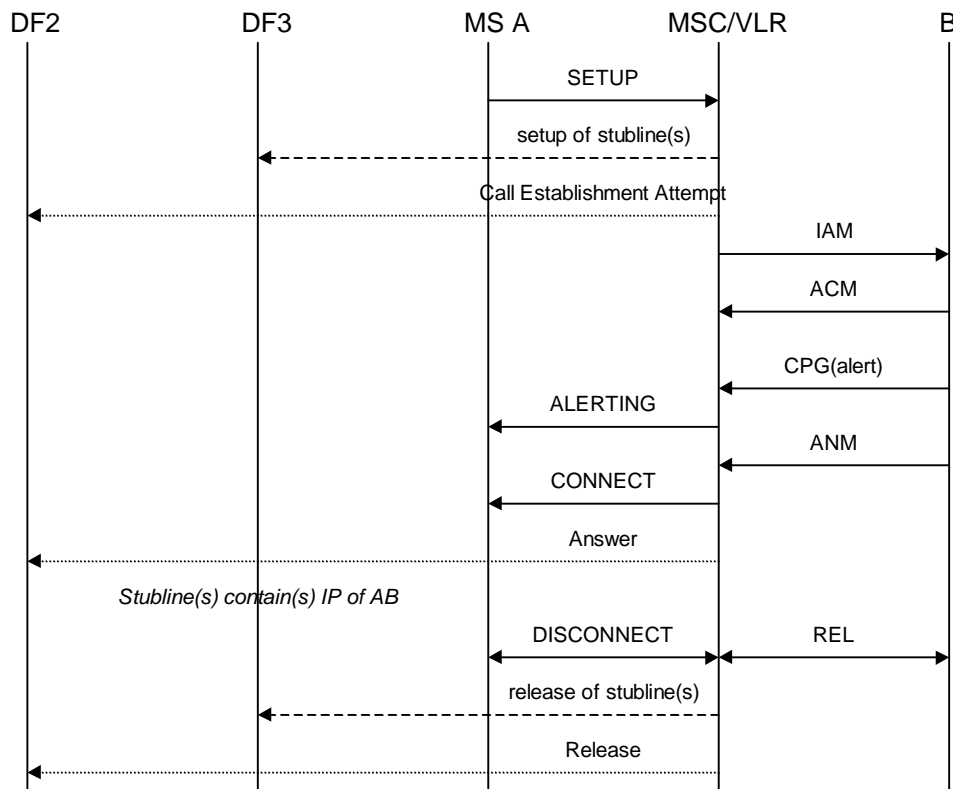 DF2 DF3 MS A MSC/VLR B
SETUP
setup of stubline(s)
Call Establishment Attempt
IAM
ACM
CPG(alert)
ALERTING
ANM
CONNECT
Answer
Stubline(s) contain(s) IP of AB
DISCONNECT REL
release of stubline(s)
Release